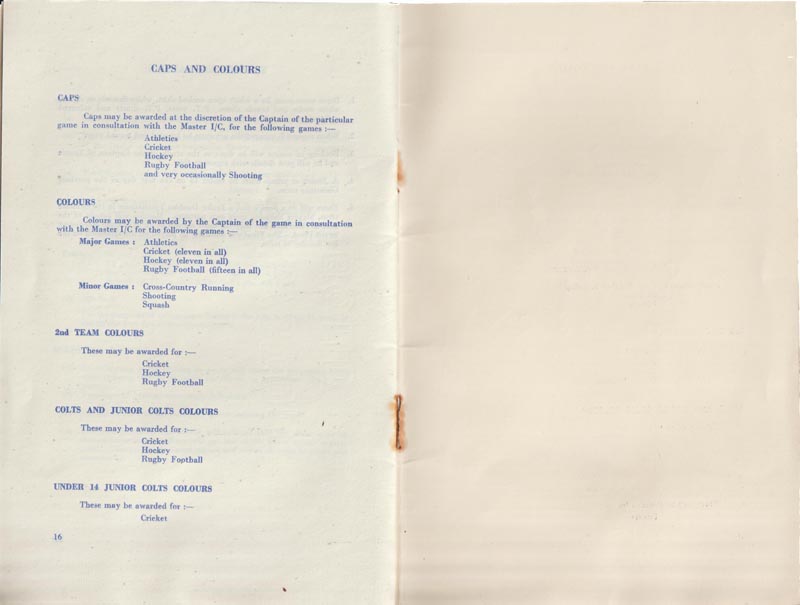 CAPS AND COLOURS
CAPS
Caps may be awarded at the discretion of the Captain of the particular
game in consultation with the Master I/C, for the following games :—
Athletics
Cricket
Hockey
Rugby Football
and very occasionally Shooting
COLOURS
Colours may be awarded by the Captain of the game in consultation
with the Master I/C for the following games :—
Major Games : Athletics
Cricket (eleven in all)
Hockey (eleven in all)
Rugby Football (fifteen in all)
Minor Games : Cross-Country Running
Shooting
Squash
2nd TEAM COLOURS
These may be awarded for :—
Cricket
Hockey
Rugby Football
COLTS AND JUNIOR COLTS COLOURS
These may be awarded for :—
Cricket
Hockey
Rugby Football
UNDER 14 JUNIOR COLTS COLOURS
These may be awarded for :—
Cricket
16